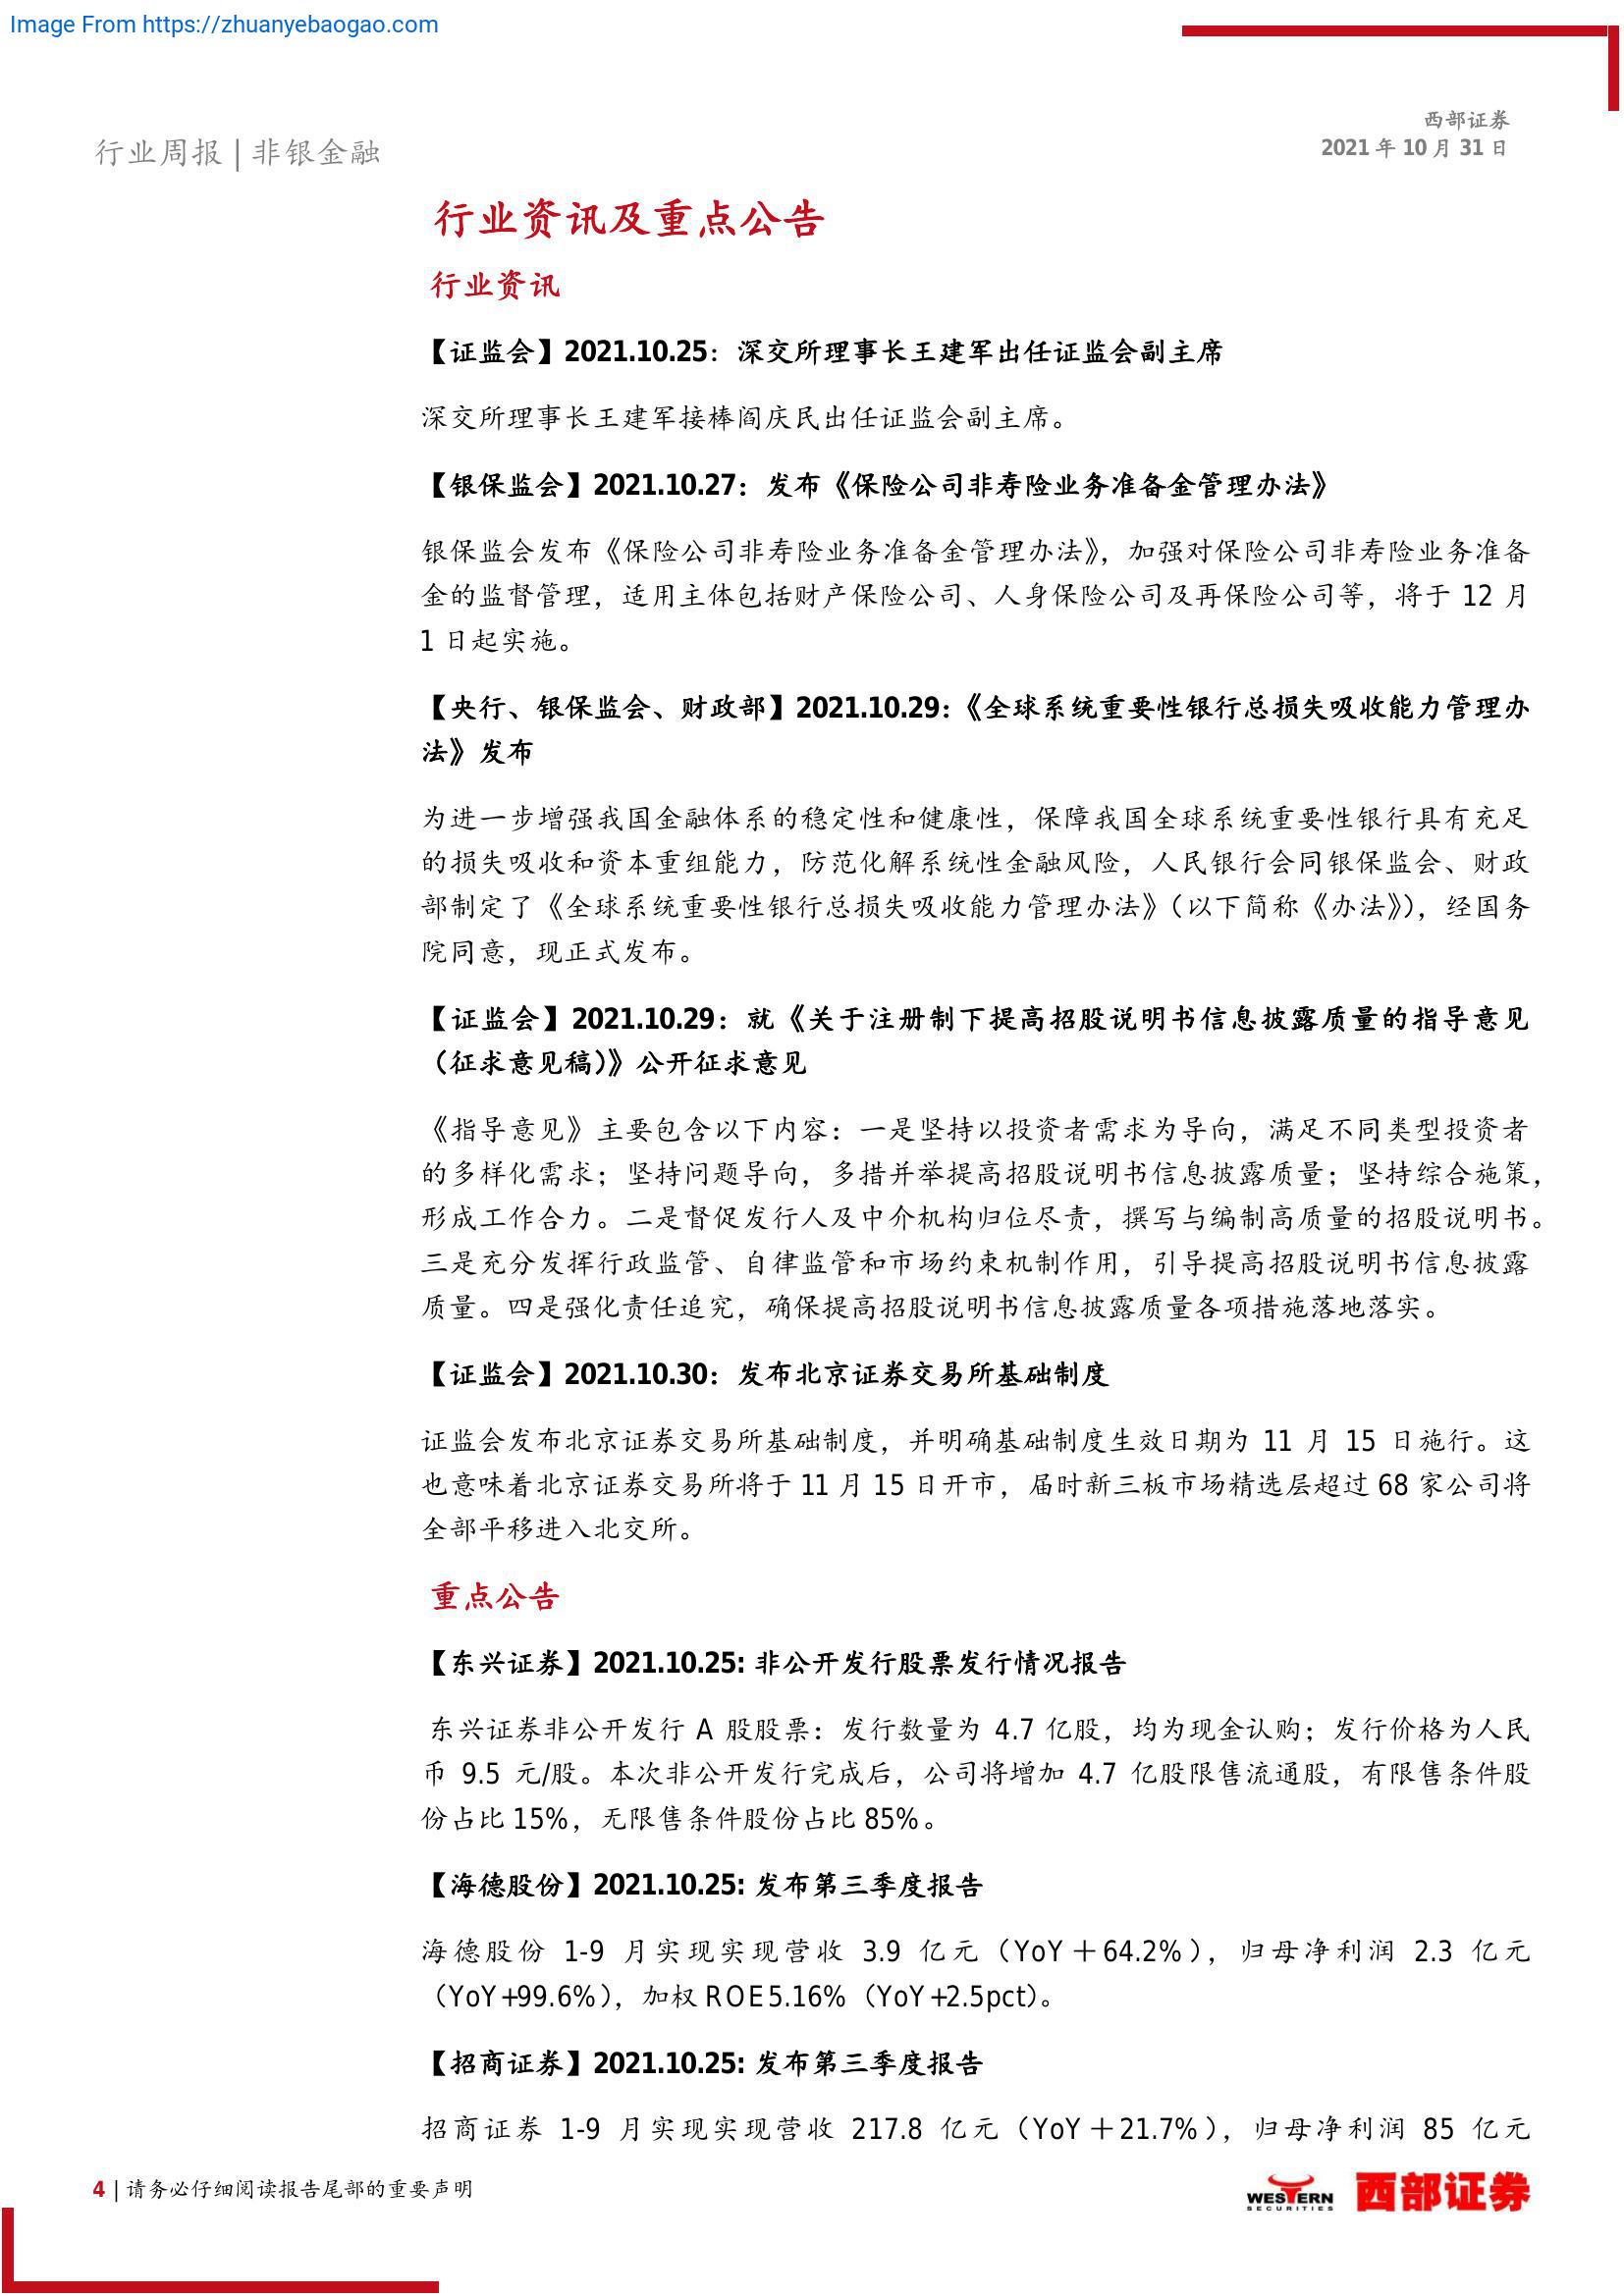 Image From https://zhuanyebaogao.com
西部证券
行业周报 | 非银金融
2021 年 10 月 31 日
行业资讯及重点公告
行业资讯
【证监会】2021.10.25：深交所理事长王建军出任证监会副主席
深交所理事长王建军接棒阎庆民出任证监会副主席。
【银保监会】2021.10.27：发布《保险公司非寿险业务准备金管理办法》
银保监会发布《保险公司非寿险业务准备金管理办法》，加强对保险公司非寿险业务准备
金的监督管理，适用主体包括财产保险公司、人身保险公司及再保险公司等，将于 12 月
1 日起实施。
【央行、银保监会、财政部】2021.10.29：《全球系统重要性银行总损失吸收能力管理办
法》发布
为进一步增强我国金融体系的稳定性和健康性，保障我国全球系统重要性银行具有充足
的损失吸收和资本重组能力，防范化解系统性金融风险，人民银行会同银保监会、财政
部制定了《全球系统重要性银行总损失吸收能力管理办法》（以下简称《办法》），经国务
院同意，现正式发布。
【证监会】2021.10.29：就《关于注册制下提高招股说明书信息披露质量的指导意见
（征求意见稿）》公开征求意见
《指导意见》主要包含以下内容：一是坚持以投资者需求为导向，满足不同类型投资者
的多样化需求；坚持问题导向，多措并举提高招股说明书信息披露质量；坚持综合施策，
形成工作合力。二是督促发行人及中介机构归位尽责，撰写与编制高质量的招股说明书。
三是充分发挥行政监管、自律监管和市场约束机制作用，引导提高招股说明书信息披露
质量。四是强化责任追究，确保提高招股说明书信息披露质量各项措施落地落实。
【证监会】2021.10.30：发布北京证券交易所基础制度
证监会发布北京证券交易所基础制度，并明确基础制度生效日期为 11 月 15 日施行。这
也意味着北京证券交易所将于 11 月 15 日开市，届时新三板市场精选层超过 68 家公司将
全部平移进入北交所。
重点公告
【东兴证券】2021.10.25: 非公开发行股票发行情况报告
东兴证券非公开发行 A 股股票：发行数量为 4.7 亿股，均为现金认购；发行价格为人民
币 9.5 元/股。本次非公开发行完成后，公司将增加 4.7 亿股限售流通股，有限售条件股
份占比 15%，无限售条件股份占比 85%。
【海德股份】2021.10.25: 发布第三季度报告
海德股份 1-9 月实现实现营收 3.9 亿元（YoY＋64.2%），归母净利润 2.3 亿元
（YoY+99.6%），加权 ROE5.16%（YoY+2.5pct）。
【招商证券】2021.10.25: 发布第三季度报告
招商证券 1-9 月实现实现营收 217.8 亿元（YoY＋21.7%），归母净利润 85 亿元
4 | 请务必仔细阅读报告尾部的重要声明
WESTERN
SECURITIES
西部证券